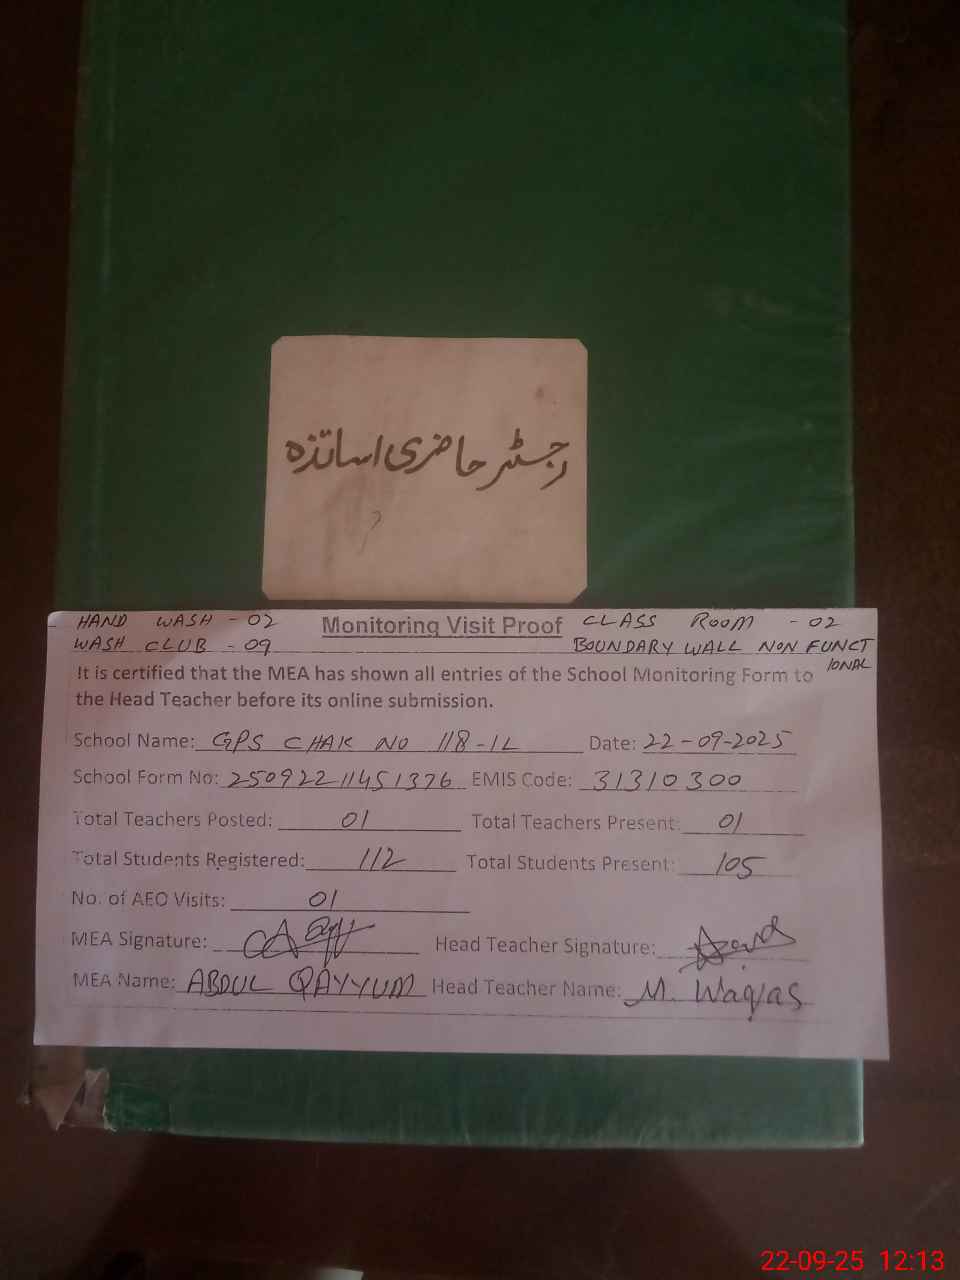 رجسٹر حاضری اساتذہ
HAND WASH - 02 Monitoring Visit Proof CLASS ROOM - 02
WASH CLUB - 09 BOUNDARY WALL NON FUNCT
IONAL
It is certified that the MEA has shown all entries of the School Monitoring Form to
the Head Teacher before its online submission.
School Name: GPS CHAK NO 118-1L Date: 22-09-2025
School Form No: 25092211451376 EMIS Code: 31310300
Total Teachers Posted: 01 Total Teachers Present: 01
Total Students Registered: 112 Total Students Present: 105
No. of AEO Visits: 01
MEA Signature: Head Teacher Signature:
MEA Name: ABDUL QAYYUM Head Teacher Name: M. Waqas
22-09-25 12:13